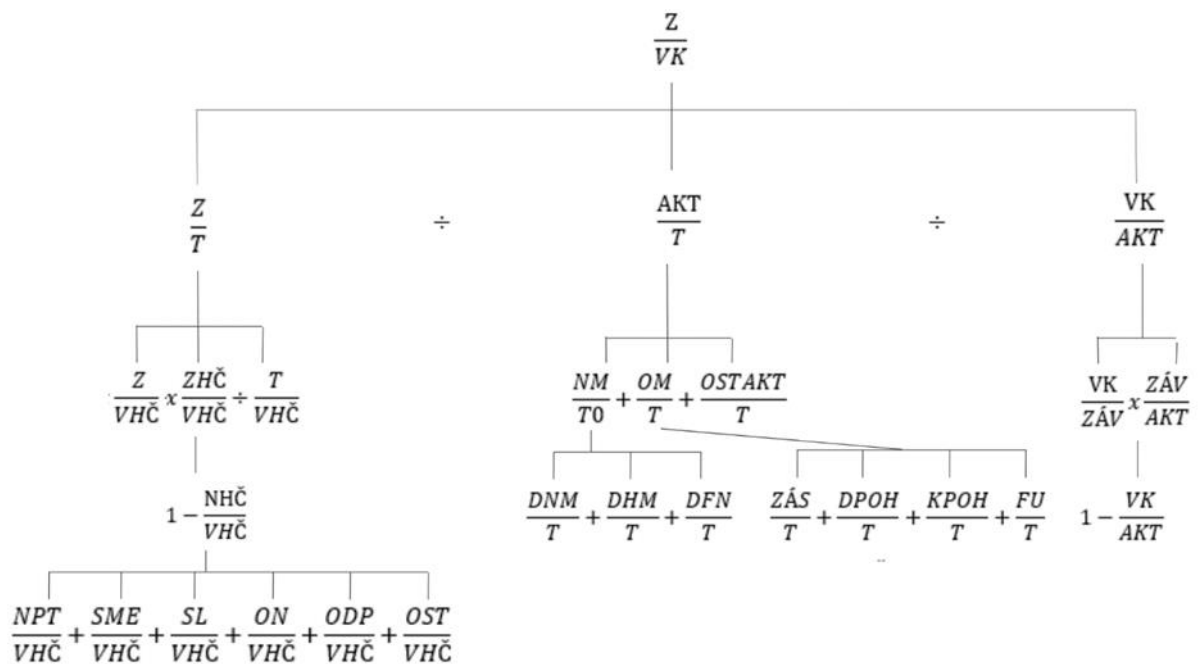 Z/VK
Z/T ÷ AKT/T ÷ VK/AKT
Z/VHČ x ZHČ/VHČ ÷ T/VHČ
NM/T0 + OM/T + OSTAKT/T
VK/ZÁV x ZÁV/AKT
1 − NHČ/VHČ
DNM/T + DHM/T + DFN/T
ZÁS/T + DPOH/T + KPOH/T + FU/T
1 − VK/AKT
NPT/VHČ + SME/VHČ + SL/VHČ + ON/VHČ + ODP/VHČ + OST/VHČ